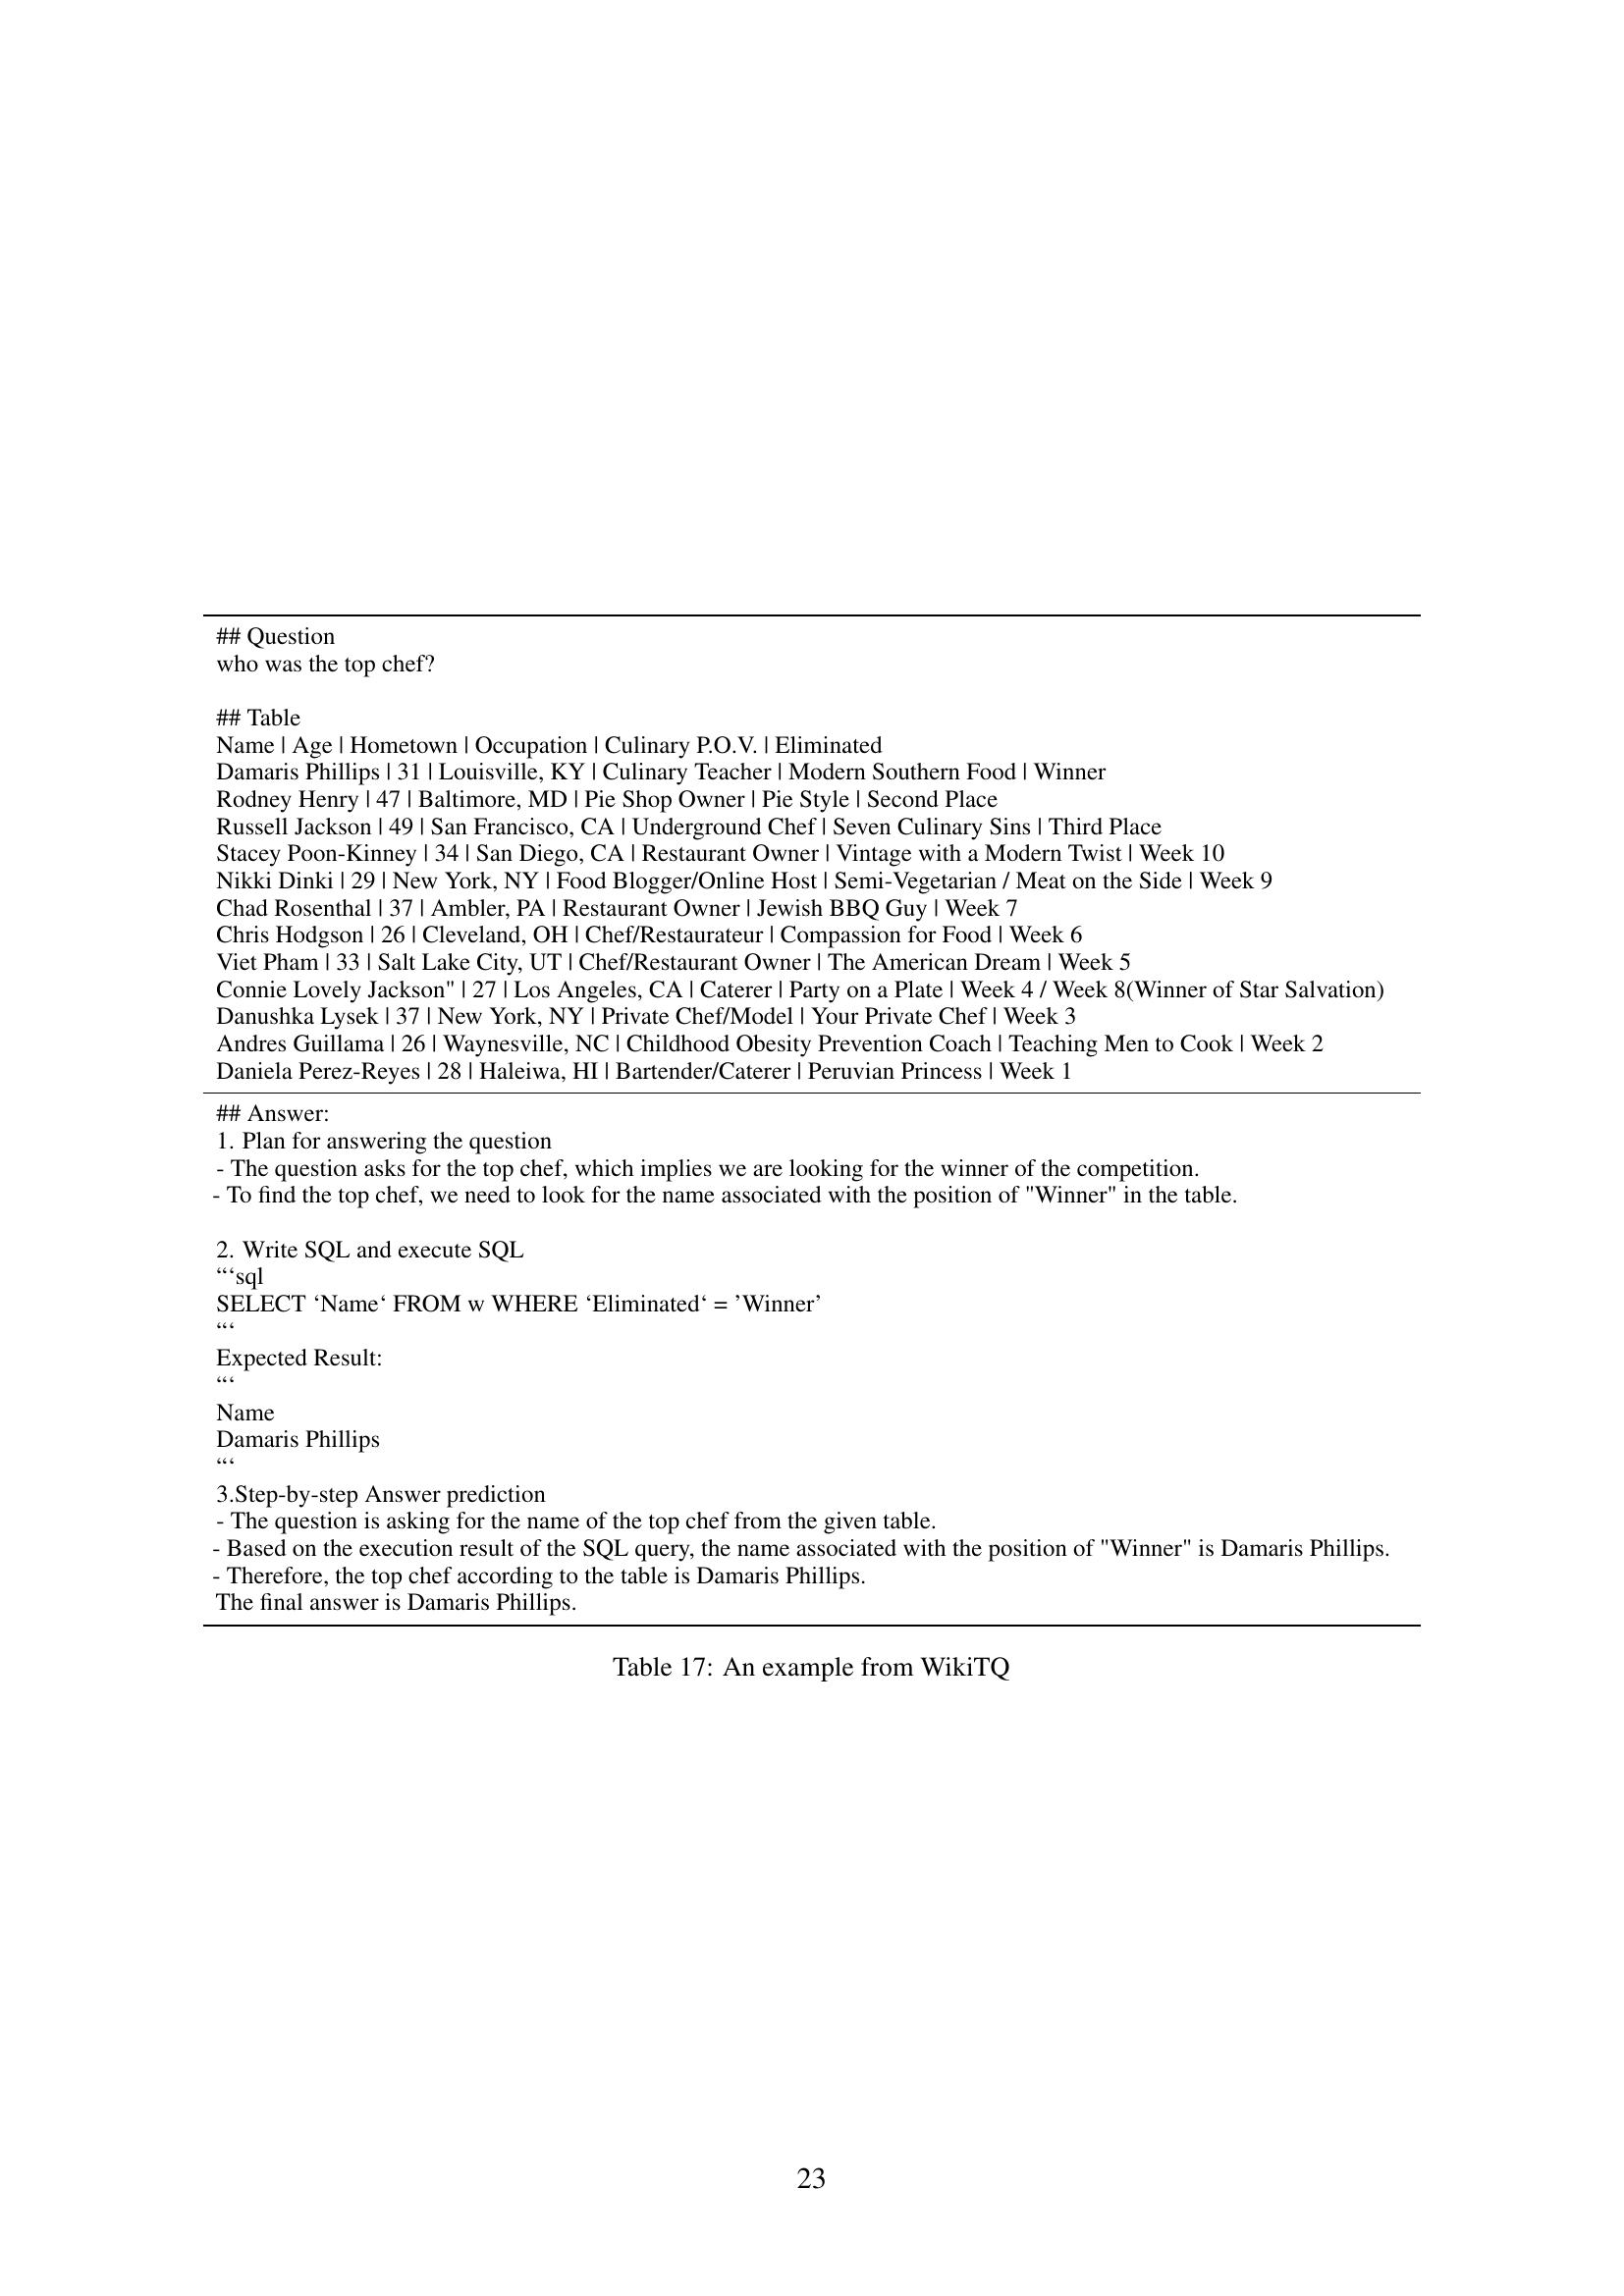 ## Question
who was the top chef?
## Table
Name | Age | Hometown | Occupation | Culinary P.O.V. | Eliminated
Damaris Phillips | 31 | Louisville, KY | Culinary Teacher | Modern Southern Food | Winner
Rodney Henry | 47 | Baltimore, MD | Pie Shop Owner | Pie Style | Second Place
Russell Jackson | 49 | San Francisco, CA | Underground Chef | Seven Culinary Sins | Third Place
Stacey Poon-Kinney | 34 | San Diego, CA | Restaurant Owner | Vintage with a Modern Twist | Week 10
Nikki Dinki | 29 | New York, NY | Food Blogger/Online Host | Semi-Vegetarian / Meat on the Side | Week 9
Chad Rosenthal | 37 | Ambler, PA | Restaurant Owner | Jewish BBQ Guy | Week 7
Chris Hodgson | 26 | Cleveland, OH | Chef/Restaurateur | Compassion for Food | Week 6
Viet Pham | 33 | Salt Lake City, UT | Chef/Restaurant Owner | The American Dream | Week 5
Connie Lovely Jackson" | 27 | Los Angeles, CA | Caterer | Party on a Plate | Week 4 / Week 8(Winner of Star Salvation)
Danushka Lysek | 37 | New York, NY | Private Chef/Model | Your Private Chef | Week 3
Andres Guillama | 26 | Waynesville, NC | Childhood Obesity Prevention Coach | Teaching Men to Cook | Week 2
Daniela Perez-Reyes | 28 | Haleiwa, HI | Bartender/Caterer | Peruvian Princess | Week 1
## Answer:
1. Plan for answering the question
- The question asks for the top chef, which implies we are looking for the winner of the competition.
- To find the top chef, we need to look for the name associated with the position of "Winner" in the table.
2. Write SQL and execute SQL
“‘sql
SELECT ‘Name‘ FROM w WHERE ‘Eliminated‘ = ’Winner’
“‘
Expected Result:
“‘
Name
Damaris Phillips
“‘
3.Step-by-step Answer prediction
- The question is asking for the name of the top chef from the given table.
- Based on the execution result of the SQL query, the name associated with the position of "Winner" is Damaris Phillips.
- Therefore, the top chef according to the table is Damaris Phillips.
The final answer is Damaris Phillips.
Table 17: An example from WikiTQ
23